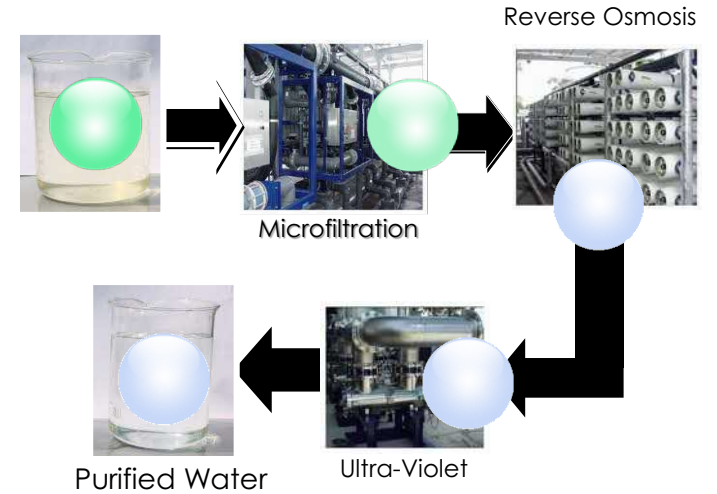 Reverse Osmosis
Microfiltration
Ultra-Violet
Purified Water